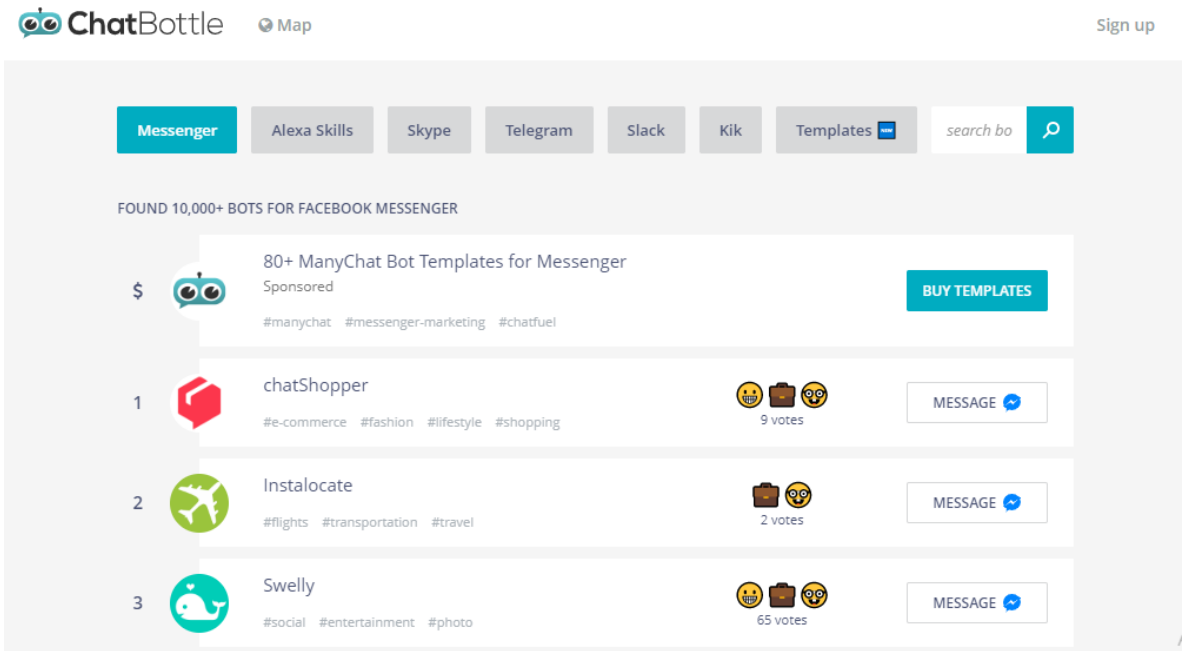 ChatBottle Map Sign up
Messenger Alexa Skills Skype Telegram Slack Kik Templates NEW search bo
FOUND 10,000+ BOTS FOR FACEBOOK MESSENGER
80+ ManyChat Bot Templates for Messenger
$ Sponsored BUY TEMPLATES
#manychat #messenger-marketing #chatfuel
chatShopper
1 MESSAGE
#e-commerce #fashion #lifestyle #shopping 9 votes
Instalocate
2 MESSAGE
#flights #transportation #travel 2 votes
Swelly
3 MESSAGE
#social #entertainment #photo 65 votes